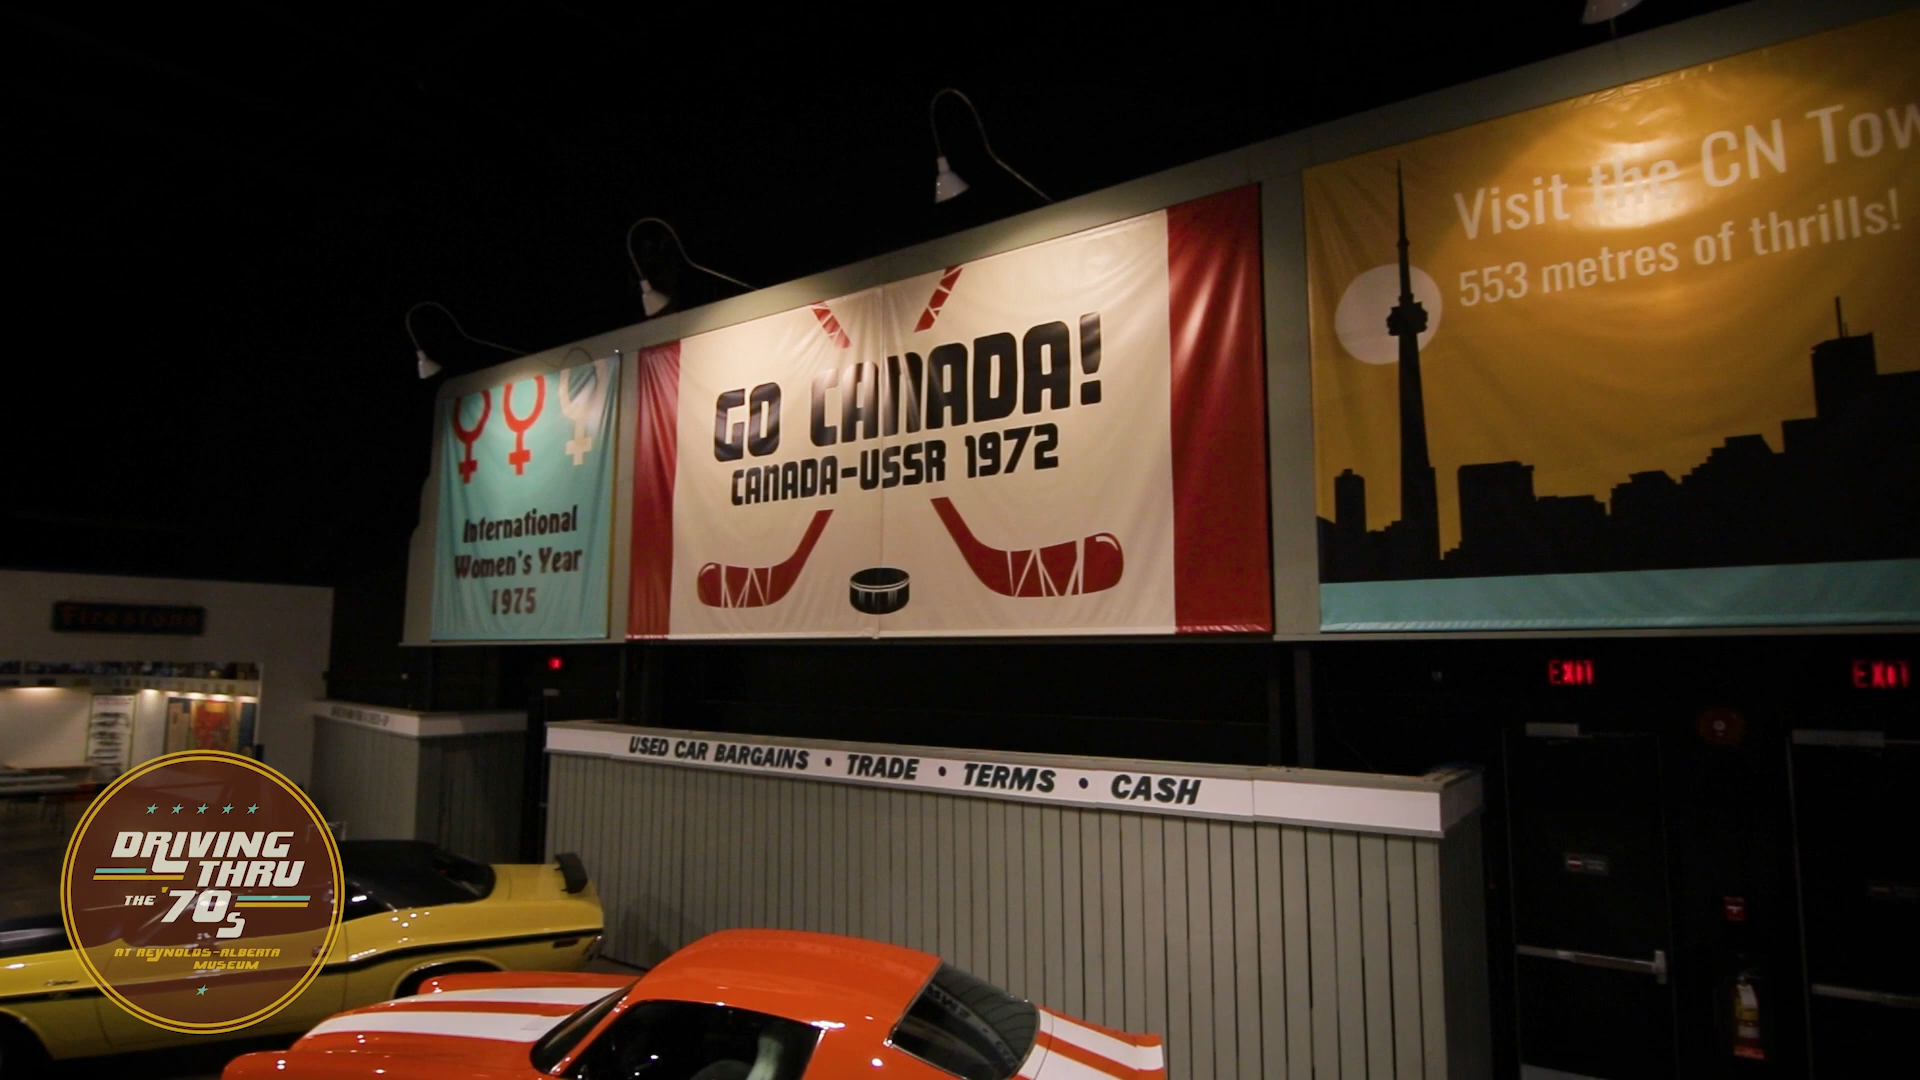 Visit the CN Tow
553 metres of thrills!
GO CANADA!
CANADA-USSR 1972
International
Women's Year
1975
Firestone
EXIT
EXIT
USED CAR BARGAINS • TRADE • TERMS • CASH
DRIVING
THRU
THE '70s
AT REYNOLDS-ALBERTA
MUSEUM